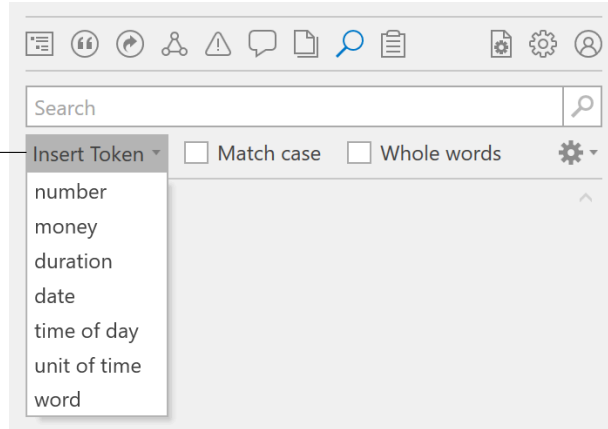 Search
Insert Token Match case Whole words
number
money
duration
date
time of day
unit of time
word